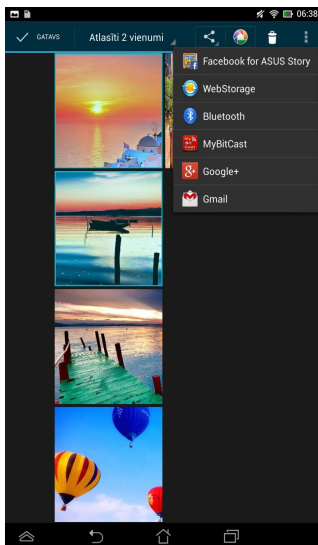 06:38
GATAVS
Atlasīti 2 vienumi
Facebook for ASUS Story
WebStorage
Bluetooth
MyBitCast
Google+
Gmail